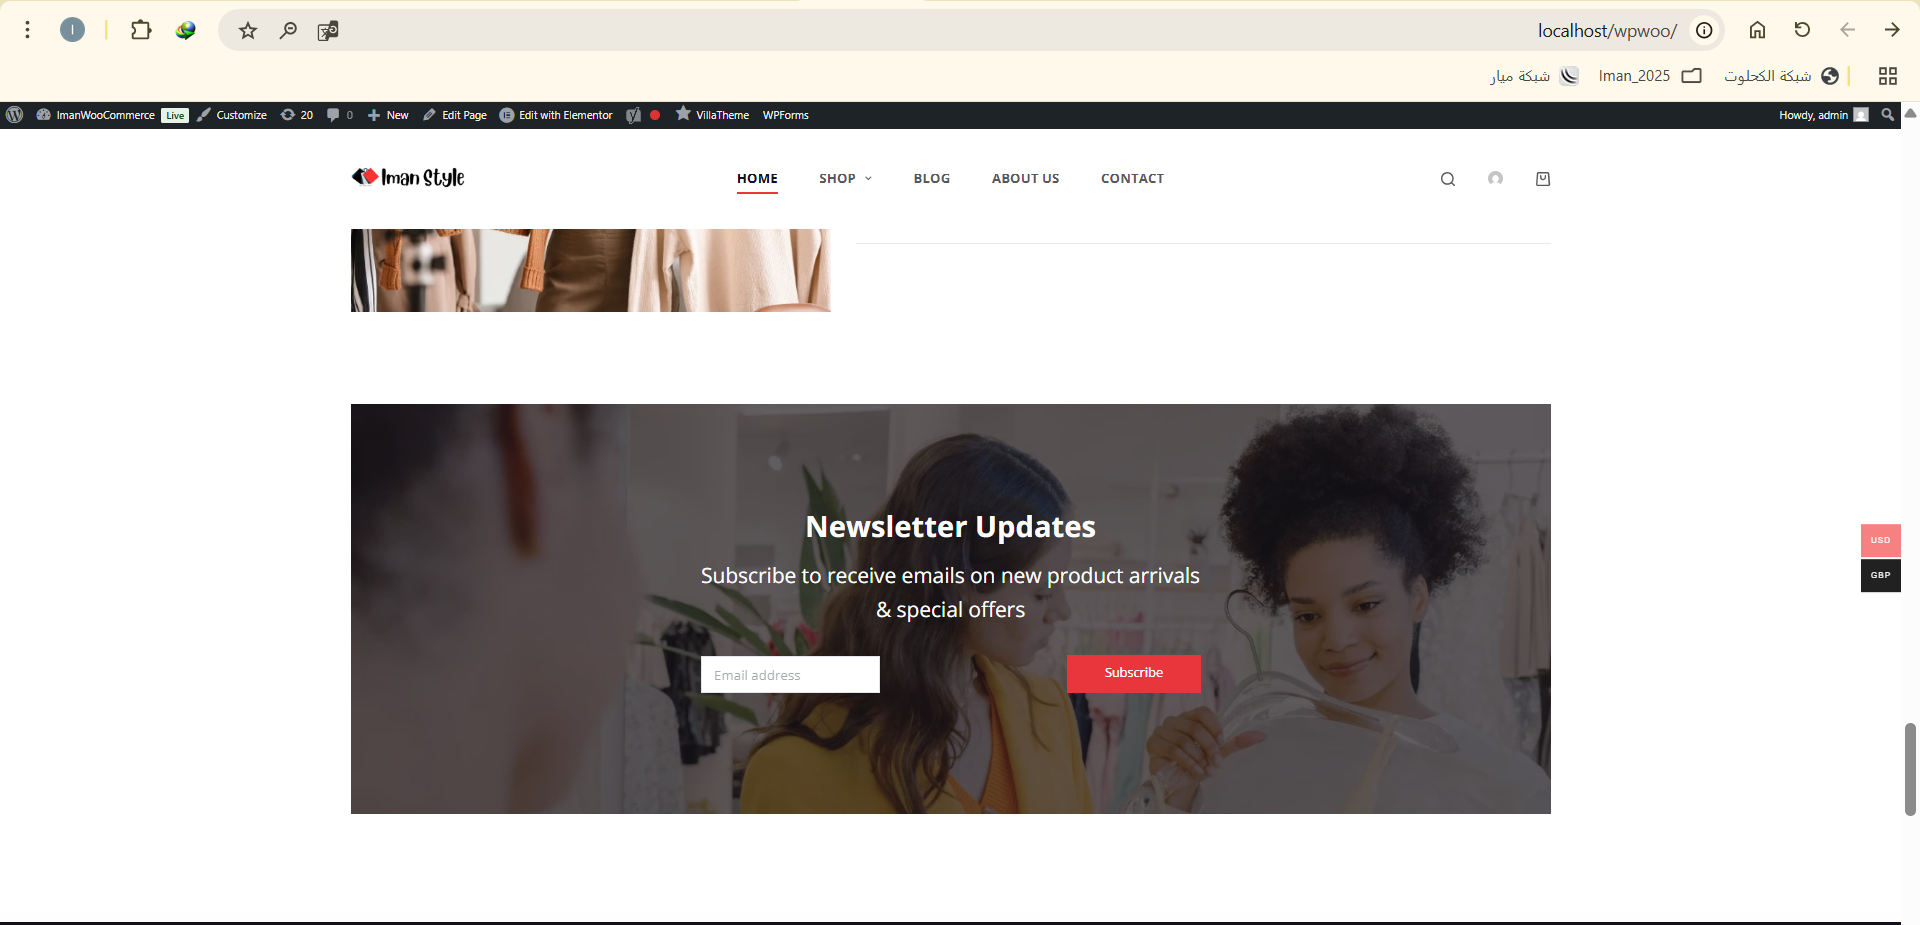 I
localhost/wpwoo/
شبكة ميار
Iman_2025
شبكة الكحلوت
ImanWooCommerce Live Customize 20 0 New Edit Page Edit with Elementor VillaTheme WPForms Howdy, admin
Iman Style
HOME SHOP BLOG ABOUT US CONTACT
Newsletter Updates
Subscribe to receive emails on new product arrivals
& special offers
Email address Subscribe
USD
GBP